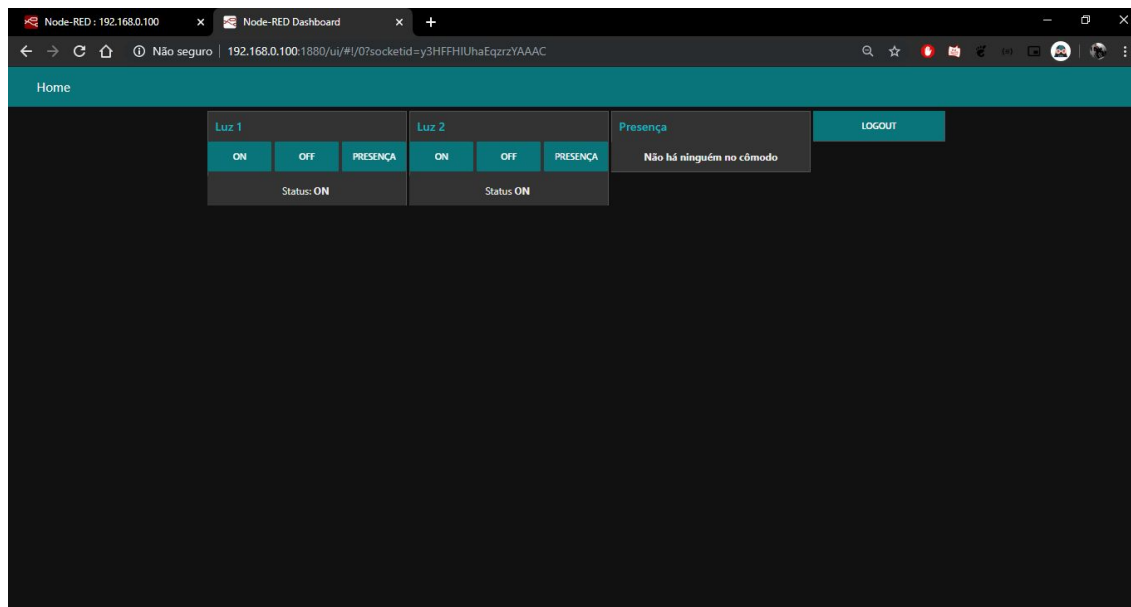 Node-RED : 192.168.0.100
Node-RED Dashboard
Não seguro | 192.168.0.100:1880/ui/#!/0?socketid=y3HFFHIUhaEqzrzYAAAC
Home
Luz 1
ON OFF PRESENÇA
Status: ON
Luz 2
ON OFF PRESENÇA
Status ON
Presença
Não há ninguém no cômodo
LOGOUT